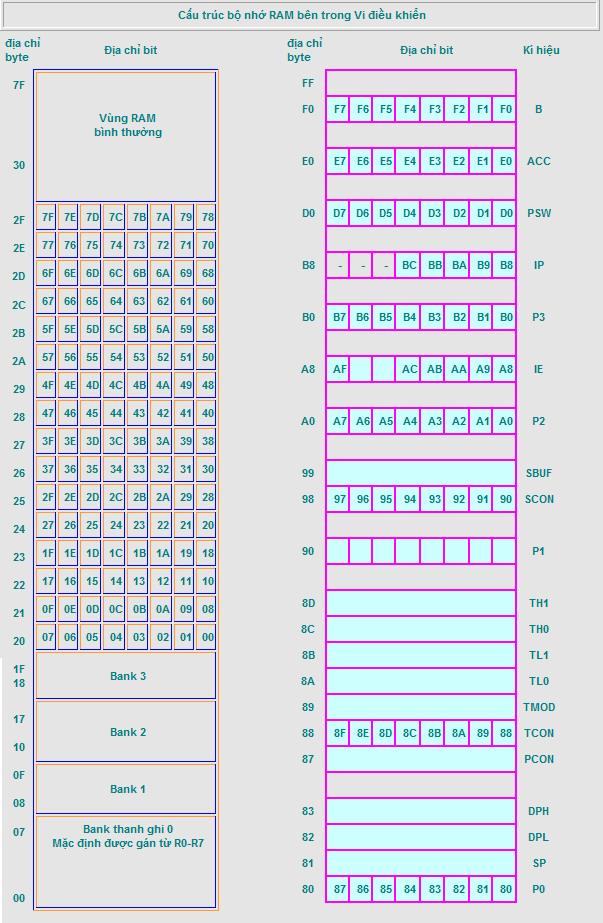 Cấu trúc bộ nhớ RAM bên trong Vi điều khiển
địa chỉ
byte
Địa chỉ bit
7F
Vùng RAM
bình thường
30
2F 7F 7E 7D 7C 7B 7A 79 78
2E 77 76 75 74 73 72 71 70
2D 6F 6E 6D 6C 6B 6A 69 68
2C 67 66 65 64 63 62 61 60
2B 5F 5E 5D 5C 5B 5A 59 58
2A 57 56 55 54 53 52 51 50
29 4F 4E 4D 4C 4B 4A 49 48
28 47 46 45 44 43 42 41 40
27 3F 3E 3D 3C 3B 3A 39 38
26 37 36 35 34 33 32 31 30
25 2F 2E 2D 2C 2B 2A 29 28
24 27 26 25 24 23 22 21 20
23 1F 1E 1D 1C 1B 1A 19 18
22 17 16 15 14 13 12 11 10
21 0F 0E 0D 0C 0B 0A 09 08
20 07 06 05 04 03 02 01 00
1F
Bank 3
18
17
Bank 2
10
0F
Bank 1
08
07
Bank thanh ghi 0
Mặc định được gán từ R0-R7
00
địa chỉ
byte
Địa chỉ bit
Kí hiệu
FF
F0 F7 F6 F5 F4 F3 F2 F1 F0 B
E0 E7 E6 E5 E4 E3 E2 E1 E0 ACC
D0 D7 D6 D5 D4 D3 D2 D1 D0 PSW
B8 - - - BC BB BA B9 B8 IP
B0 B7 B6 B5 B4 B3 B2 B1 B0 P3
A8 AF AC AB AA A9 A8 IE
A0 A7 A6 A5 A4 A3 A2 A1 A0 P2
99 SBUF
98 97 96 95 94 93 92 91 90 SCON
90 P1
8D TH1
8C TH0
8B TL1
8A TL0
89 TMOD
88 8F 8E 8D 8C 8B 8A 89 88 TCON
87 PCON
83 DPH
82 DPL
81 SP
80 87 86 85 84 83 82 81 80 P0